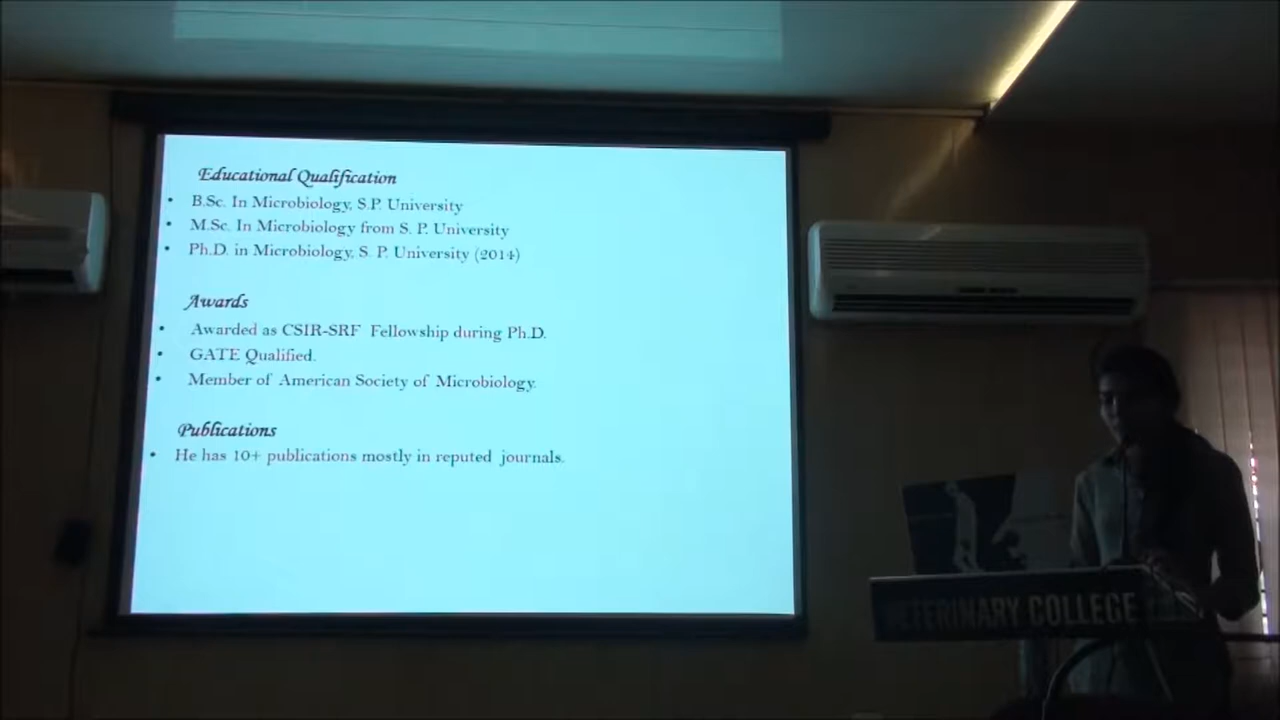 Educational Qualification
• B.Sc. In Microbiology, S.P. University
• M.Sc. In Microbiology from S. P. University
• Ph.D. in Microbiology, S. P. University (2014)
Awards
• Awarded as CSIR-SRF Fellowship during Ph.D.
• GATE Qualified.
• Member of American Society of Microbiology.
Publications
• He has 10+ publications mostly in reputed journals.
VETERINARY COLLEGE